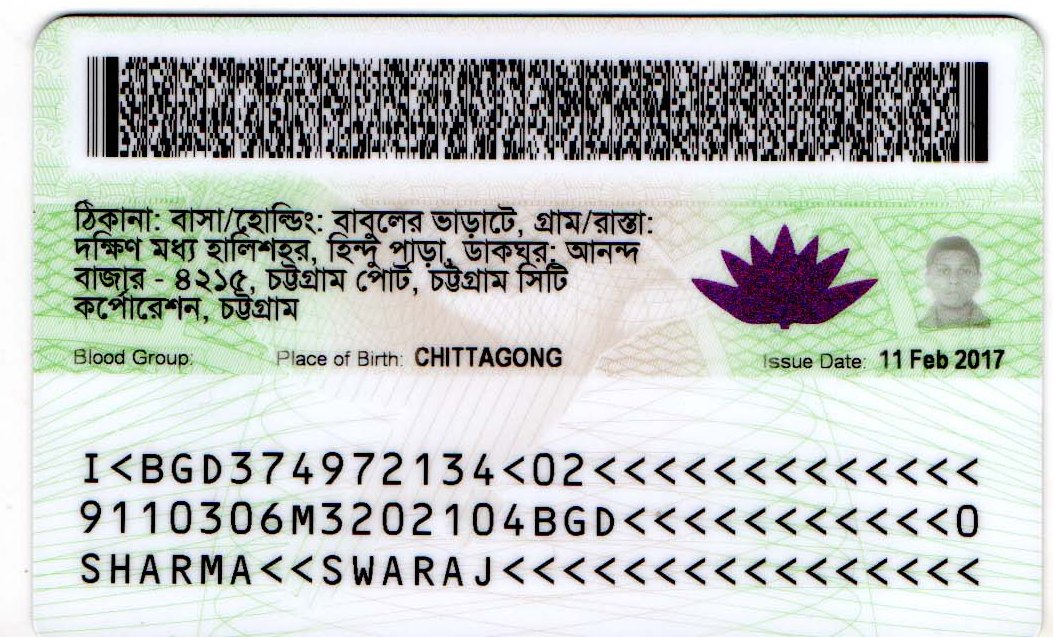 ঠিকানা: বাসা/হোল্ডিং: বাবুলের ভাড়াটে, গ্রাম/রাস্তা:
দক্ষিণ মধ্য হালিশহর, হিন্দু পাড়া, ডাকঘর: আনন্দ
বাজার - ৪২১৫, চট্টগ্রাম পোর্ট, চট্টগ্রাম সিটি
কর্পোরেশন, চট্টগ্রাম
Blood Group: Place of Birth: CHITTAGONG Issue Date: 11 Feb 2017
I<BGD374972134<02<<<<<<<<<<<<<
9110306M3202104BGD<<<<<<<<<<<0
SHARMA<<SWARAJ<<<<<<<<<<<<<<<<